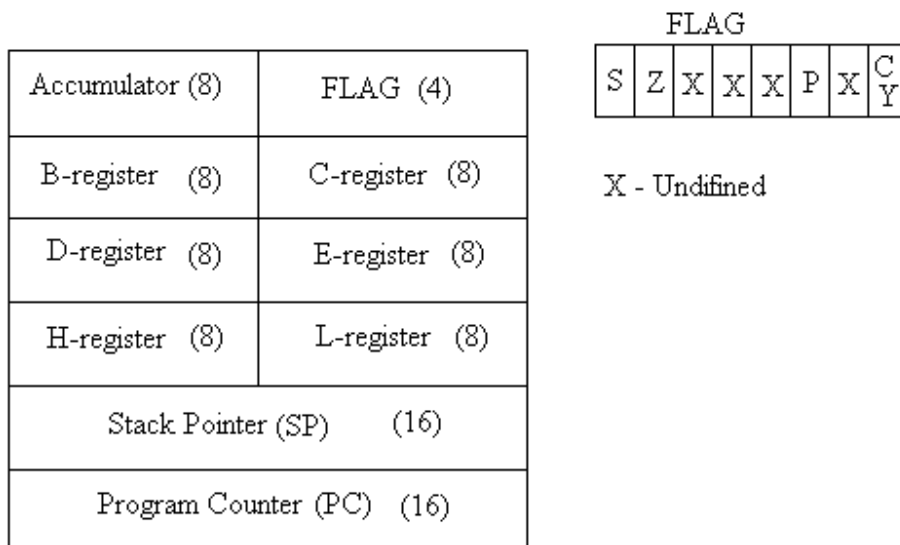 FLAG
S Z X X X P X CY
Accumulator (8) FLAG (4)
B-register (8) C-register (8)
X - Undifined
D-register (8) E-register (8)
H-register (8) L-register (8)
Stack Pointer (SP) (16)
Program Counter (PC) (16)